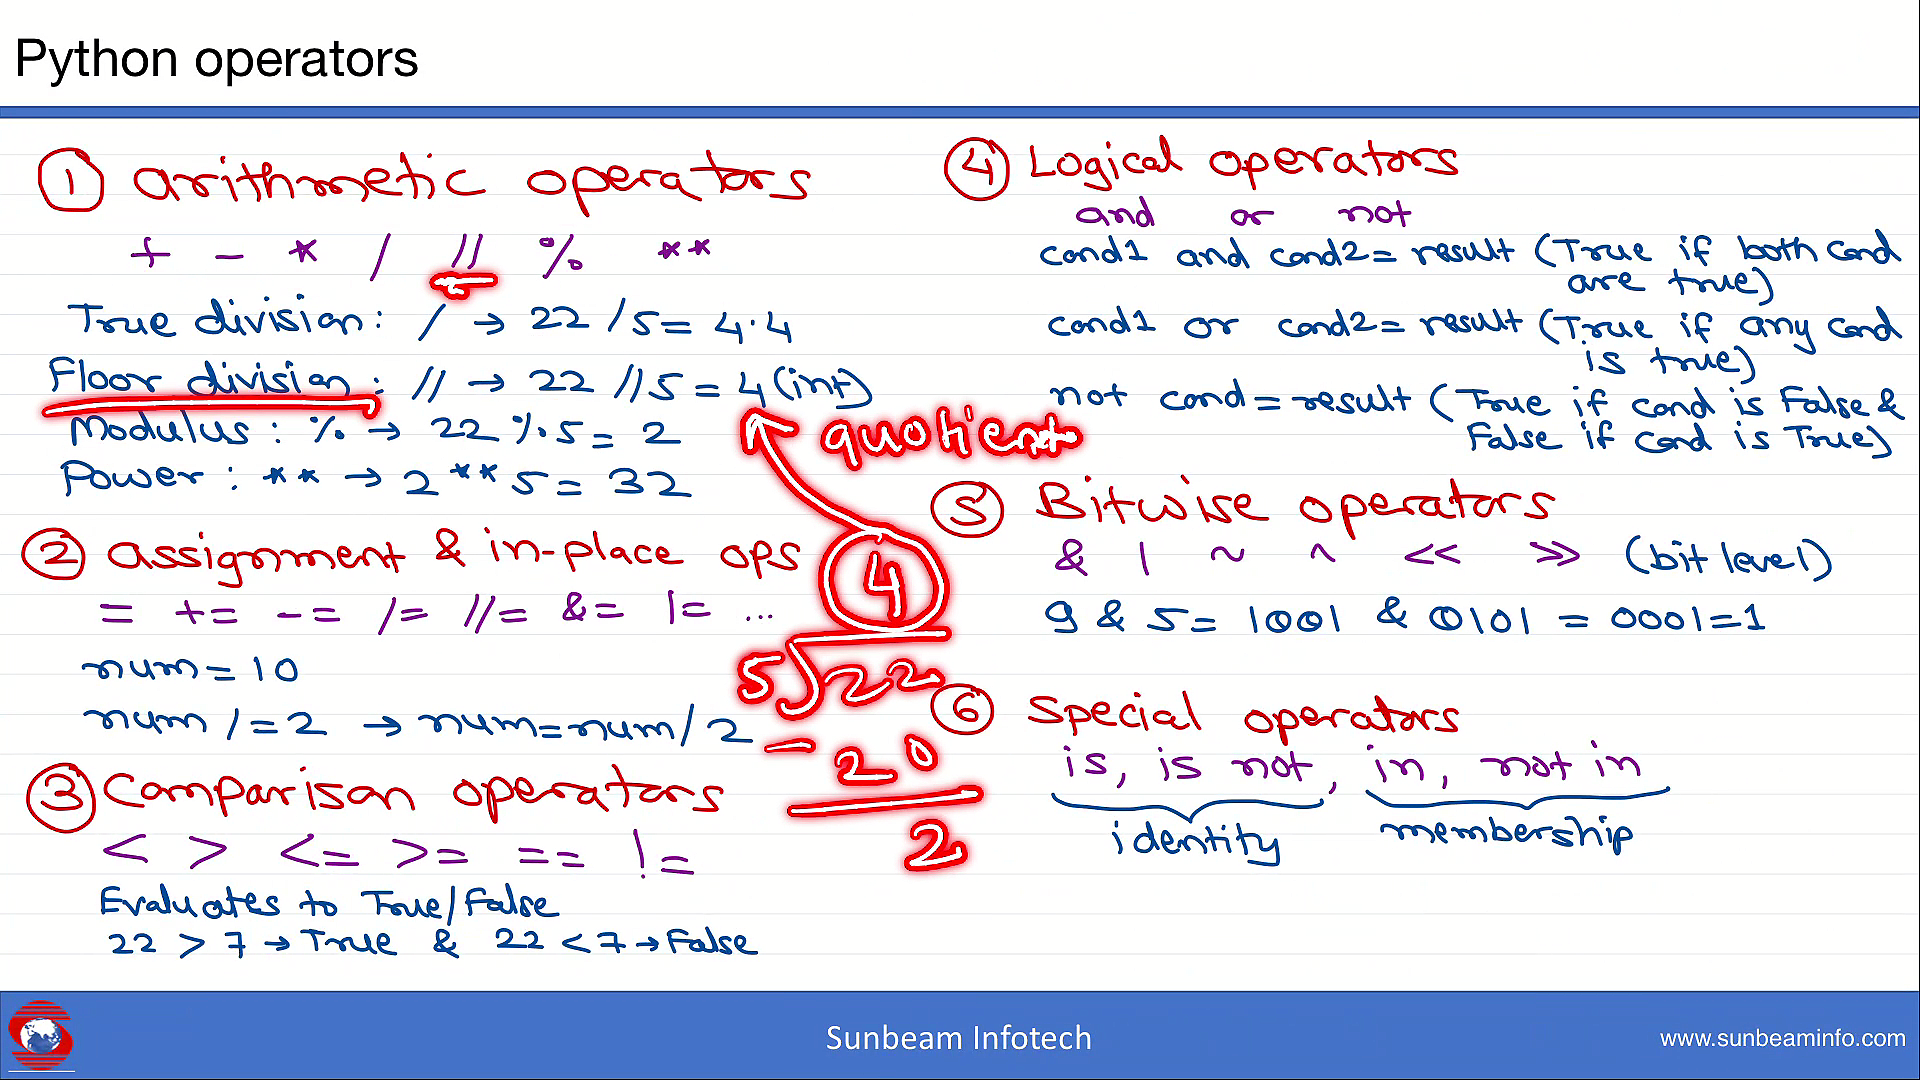 Python operators
① arithmetic operators
+ - * / // % **
True division: / → 22 / 5 = 4.4
Floor division: // → 22 // 5 = 4 (int)
Modulus: % → 22 % 5 = 2
Power: ** → 2 ** 5 = 32
quotient
② assignment & in-place ops
= += -= /= //= &= |= ...
num = 10
num /= 2 → num = num / 2
4
5)22
- 20
2
③ Comparison operators
< > <= >= == !=
Evaluates to True/False
22 > 7 → True & 22 < 7 → False
④ Logical operators
and or not
cond1 and cond2 = result (True if both cond
are true)
cond1 or cond2 = result (True if any cond
is true)
not cond = result (True if cond is False &
False if cond is True)
⑤ Bitwise operators
& | ~ ^ << >> (bit level)
9 & 5 = 1001 & 0101 = 0001 = 1
⑥ special operators
is, is not, in, not in
identity membership
Sunbeam Infotech
www.sunbeaminfo.com